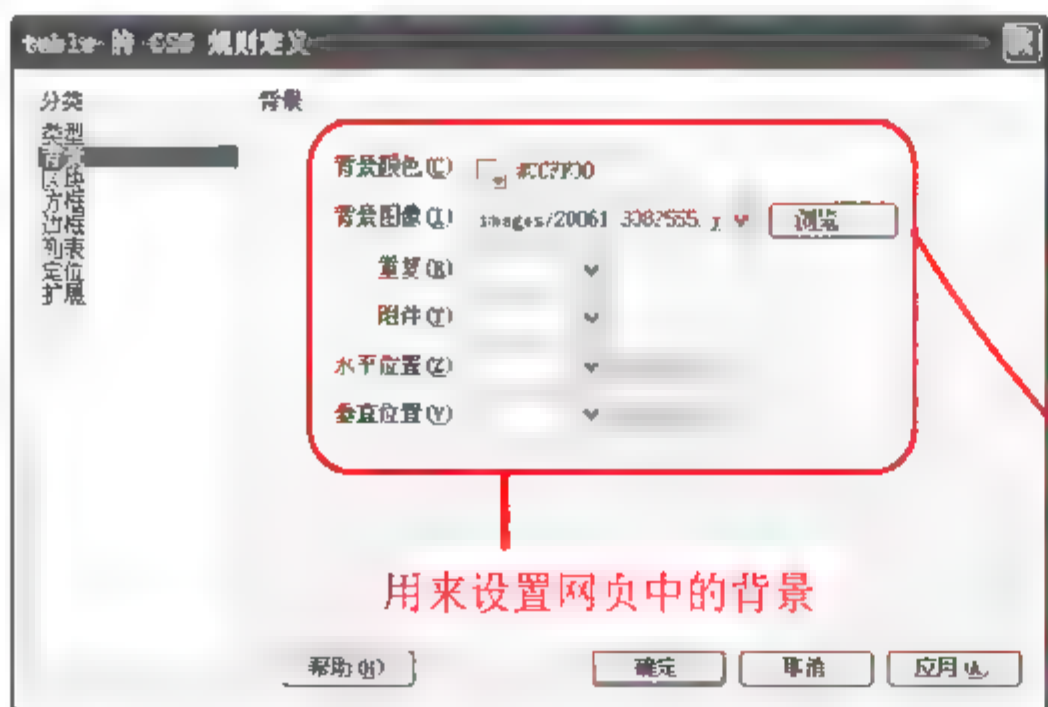 的 CSS 规则定义
分类
背景
类型
背景
区块
方框
边框
列表
定位
扩展
背景颜色(C)
背景图像(I)
浏览
重复(R)
附件(T)
水平位置(Z)
垂直位置(V)
用来设置网页中的背景
帮助(H)
确定
取消
应用(A)